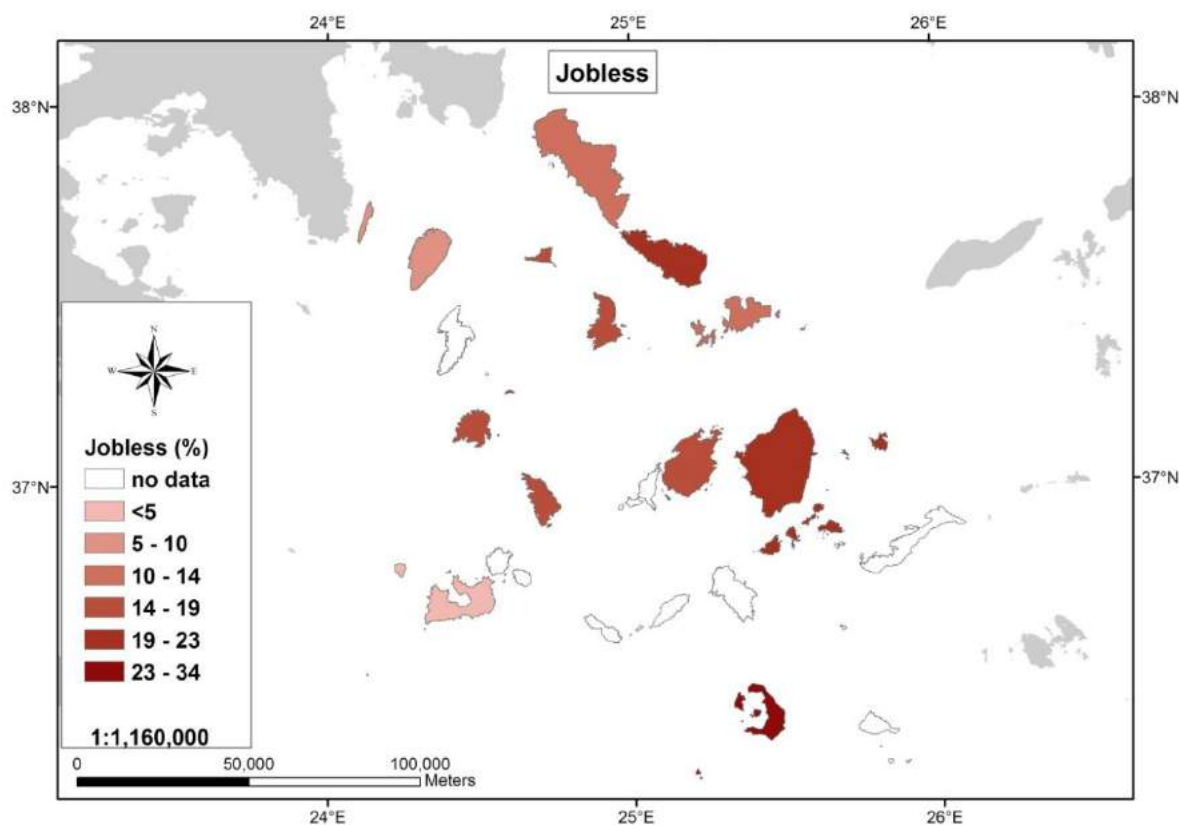 24°E 25°E 26°E
Jobless
38°N 38°N
N
W E
S
Jobless (%)
no data
<5
5 - 10
10 - 14
14 - 19
19 - 23
23 - 34
37°N 37°N
1:1,160,000
0 50,000 100,000
Meters
24°E 25°E 26°E